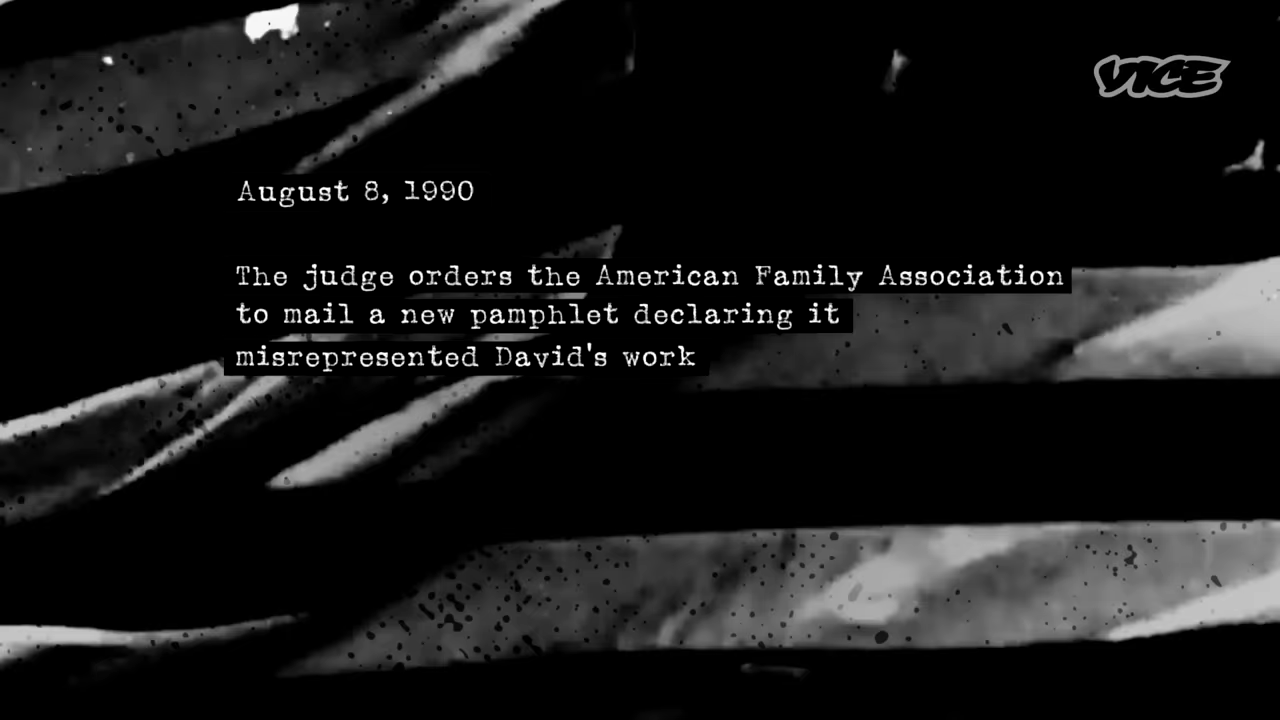 VICE
August 8, 1990
The judge orders the American Family Association
to mail a new pamphlet declaring it
misrepresented David's work